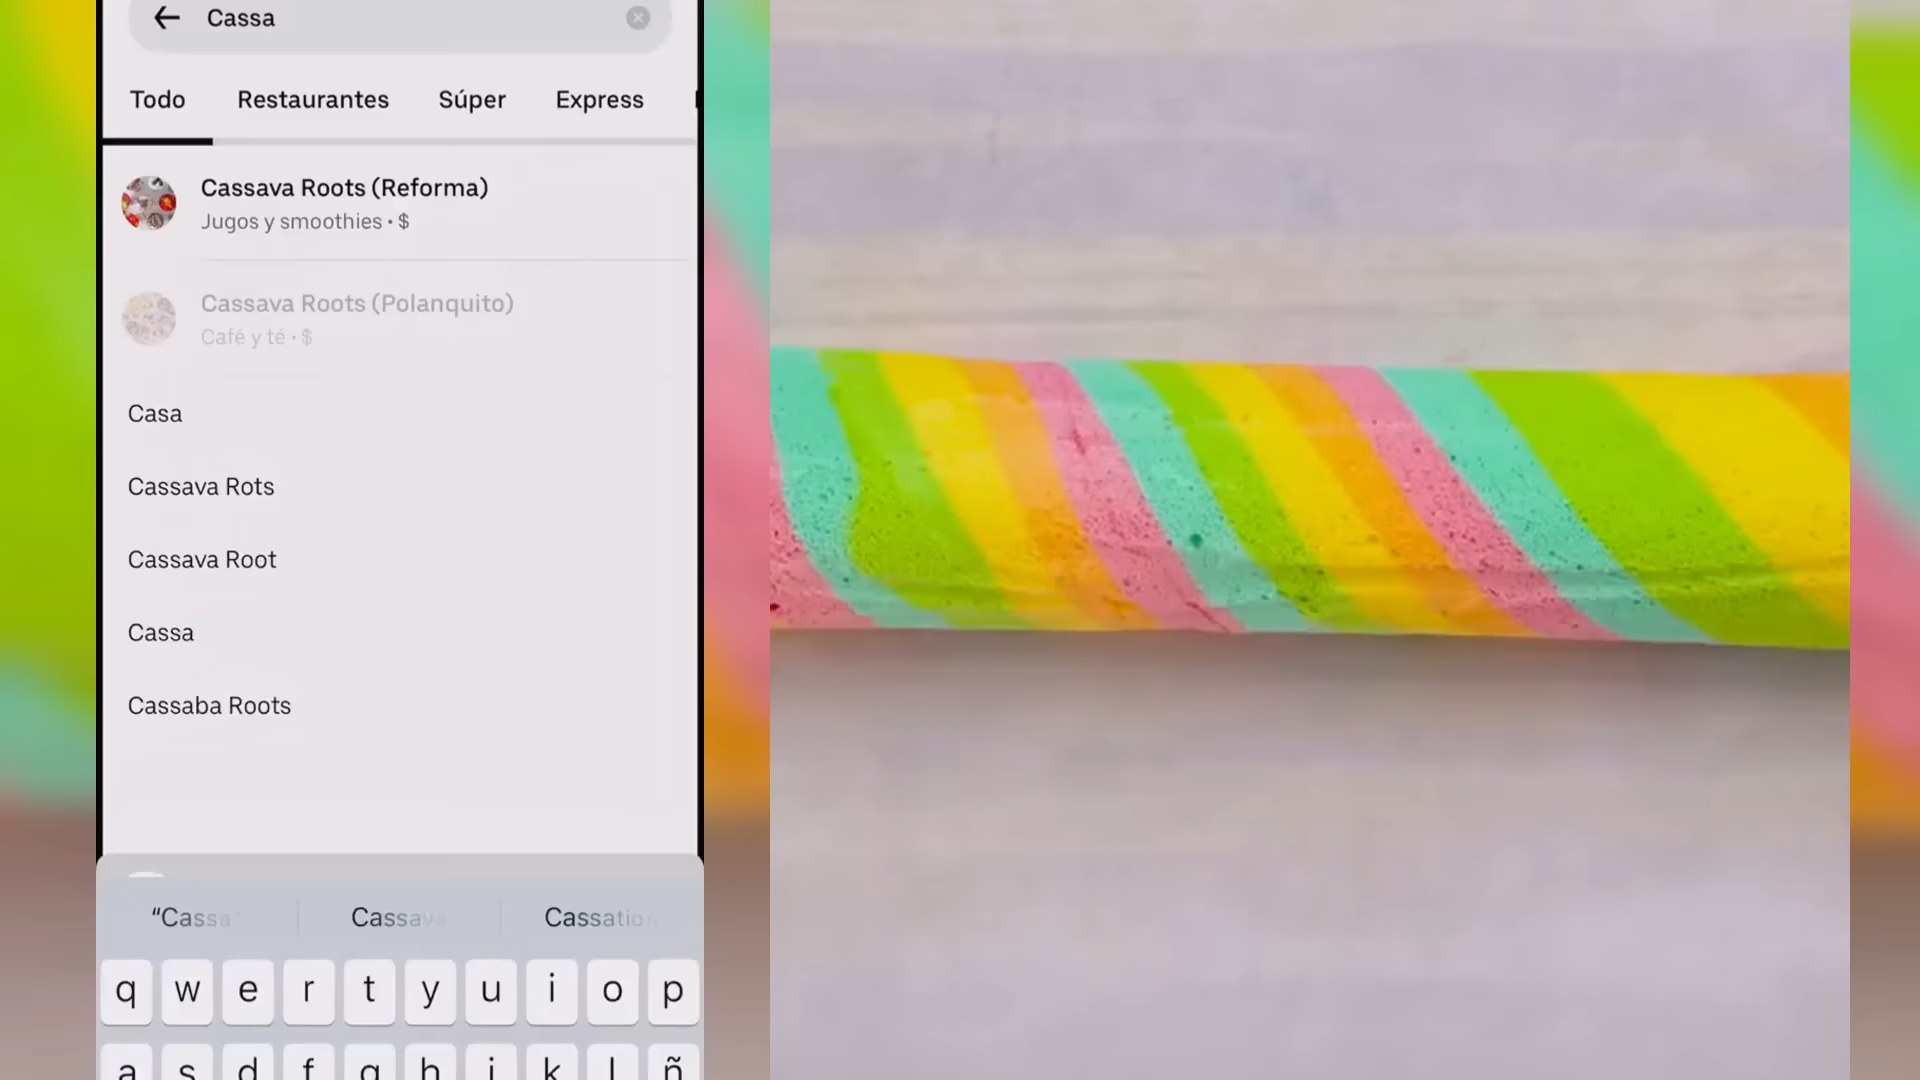 Cassa
Todo Restaurantes Súper Express
Cassava Roots (Reforma)
Jugos y smoothies • $
Cassava Roots (Polanquito)
Café y té • $
Casa
Cassava Rots
Cassava Root
Cassa
Cassaba Roots
“Cassa Cassava Cassation
q w e r t y u i o p
a s d f g h j k l ñ